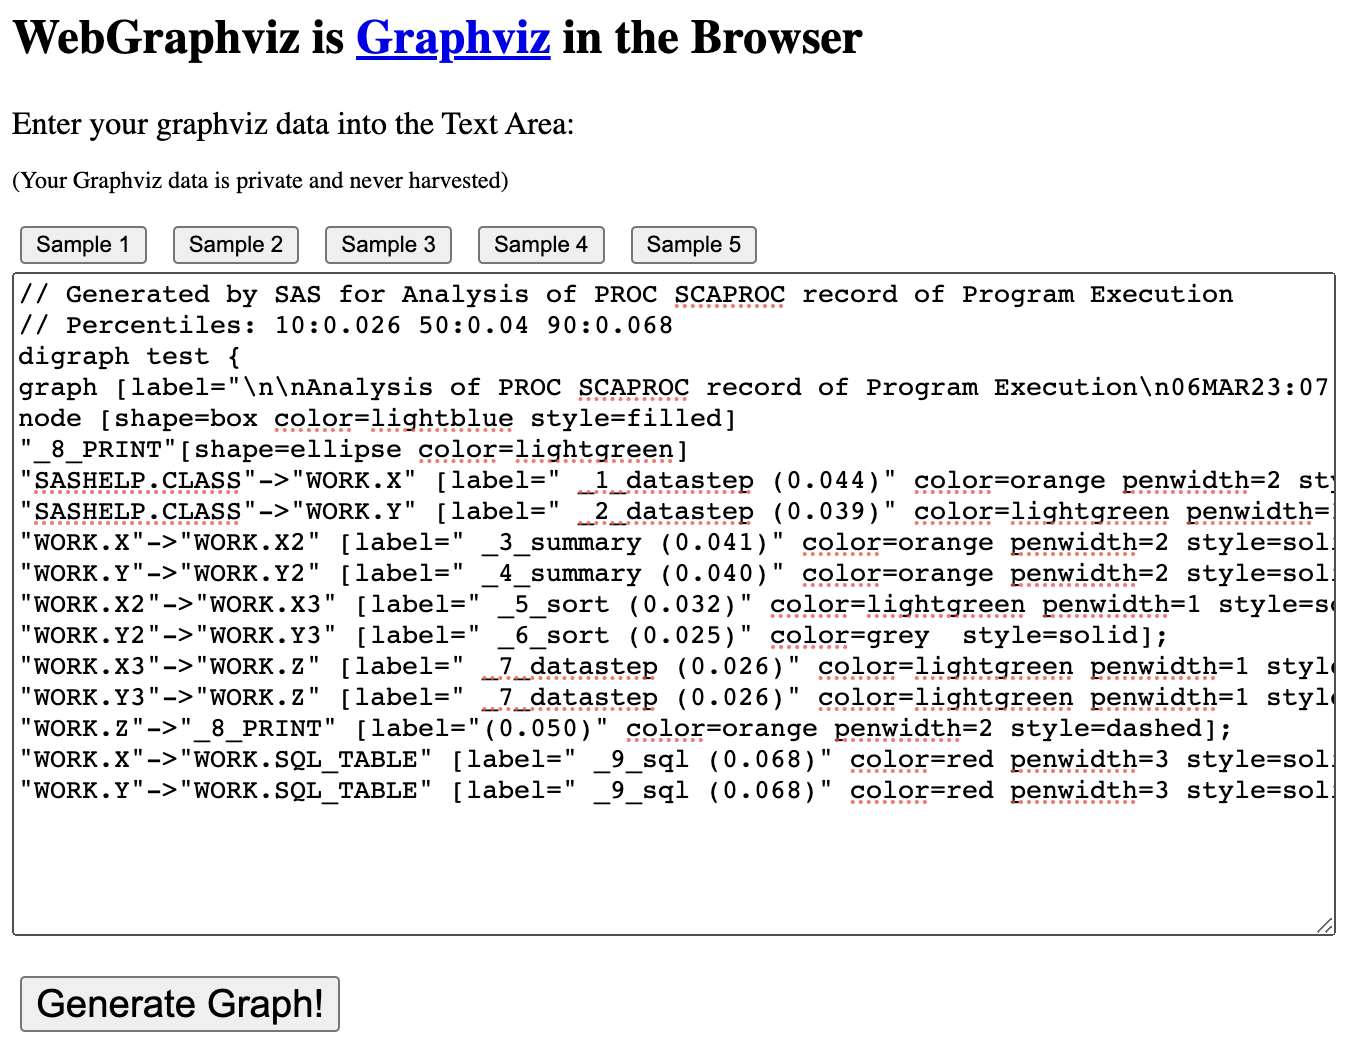 WebGraphviz is Graphviz in the Browser
Enter your graphviz data into the Text Area:
(Your Graphviz data is private and never harvested)
Sample 1 Sample 2 Sample 3 Sample 4 Sample 5
// Generated by SAS for Analysis of PROC SCAPROC record of Program Execution
// Percentiles: 10:0.026 50:0.04 90:0.068
digraph test {
graph [label="\n\nAnalysis of PROC SCAPROC record of Program Execution\n06MAR23:07
node [shape=box color=lightblue style=filled]
"_8_PRINT"[shape=ellipse color=lightgreen]
"SASHELP.CLASS"->"WORK.X" [label=" _1_datastep (0.044)" color=orange penwidth=2 sty
"SASHELP.CLASS"->"WORK.Y" [label=" _2_datastep (0.039)" color=lightgreen penwidth=
"WORK.X"->"WORK.X2" [label=" _3_summary (0.041)" color=orange penwidth=2 style=sol
"WORK.Y"->"WORK.Y2" [label=" _4_summary (0.040)" color=orange penwidth=2 style=sol
"WORK.X2"->"WORK.X3" [label=" _5_sort (0.032)" color=lightgreen penwidth=1 style=s
"WORK.Y2"->"WORK.Y3" [label=" _6_sort (0.025)" color=grey  style=solid];
"WORK.X3"->"WORK.Z" [label=" _7_datastep (0.026)" color=lightgreen penwidth=1 styl
"WORK.Y3"->"WORK.Z" [label=" _7_datastep (0.026)" color=lightgreen penwidth=1 styl
"WORK.Z"->"_8_PRINT" [label="(0.050)" color=orange penwidth=2 style=dashed];
"WORK.X"->"WORK.SQL_TABLE" [label=" _9_sql (0.068)" color=red penwidth=3 style=sol
"WORK.Y"->"WORK.SQL_TABLE" [label=" _9_sql (0.068)" color=red penwidth=3 style=sol
Generate Graph!